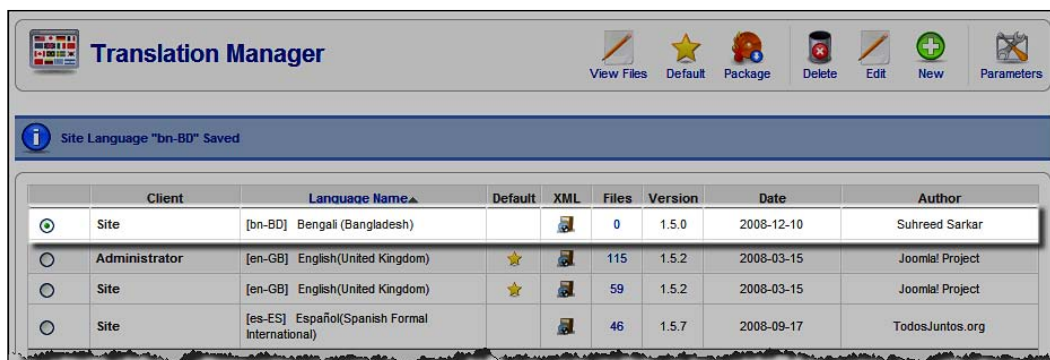 Translation Manager
View Files Default Package Delete Edit New Parameters
Site Language "bn-BD" Saved
Client Language Name Default XML Files Version Date Author
Site [bn-BD] Bengali (Bangladesh) 0 1.5.0 2008-12-10 Suhreed Sarkar
Administrator [en-GB] English(United Kingdom) 115 1.5.2 2008-03-15 Joomla! Project
Site [en-GB] English(United Kingdom) 59 1.5.2 2008-03-15 Joomla! Project
Site [es-ES] Español(Spanish Formal International) 46 1.5.7 2008-09-17 TodosJuntos.org